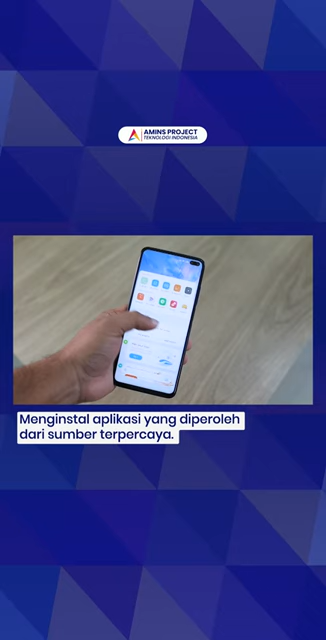 AMINS PROJECT
TEKNOLOGI INDONESIA
Menginstal aplikasi yang diperoleh
dari sumber terpercaya.